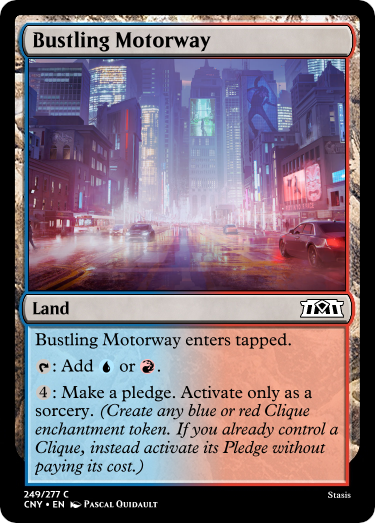 Bustling Motorway
Land
Bustling Motorway enters tapped.
: Add or .
4 : Make a pledge. Activate only as a
sorcery. (Create any blue or red Clique
enchantment token. If you already control a
Clique, instead activate its Pledge without
paying its cost.)
249/277 C
Stasis
CNY • EN Pascal Quidault